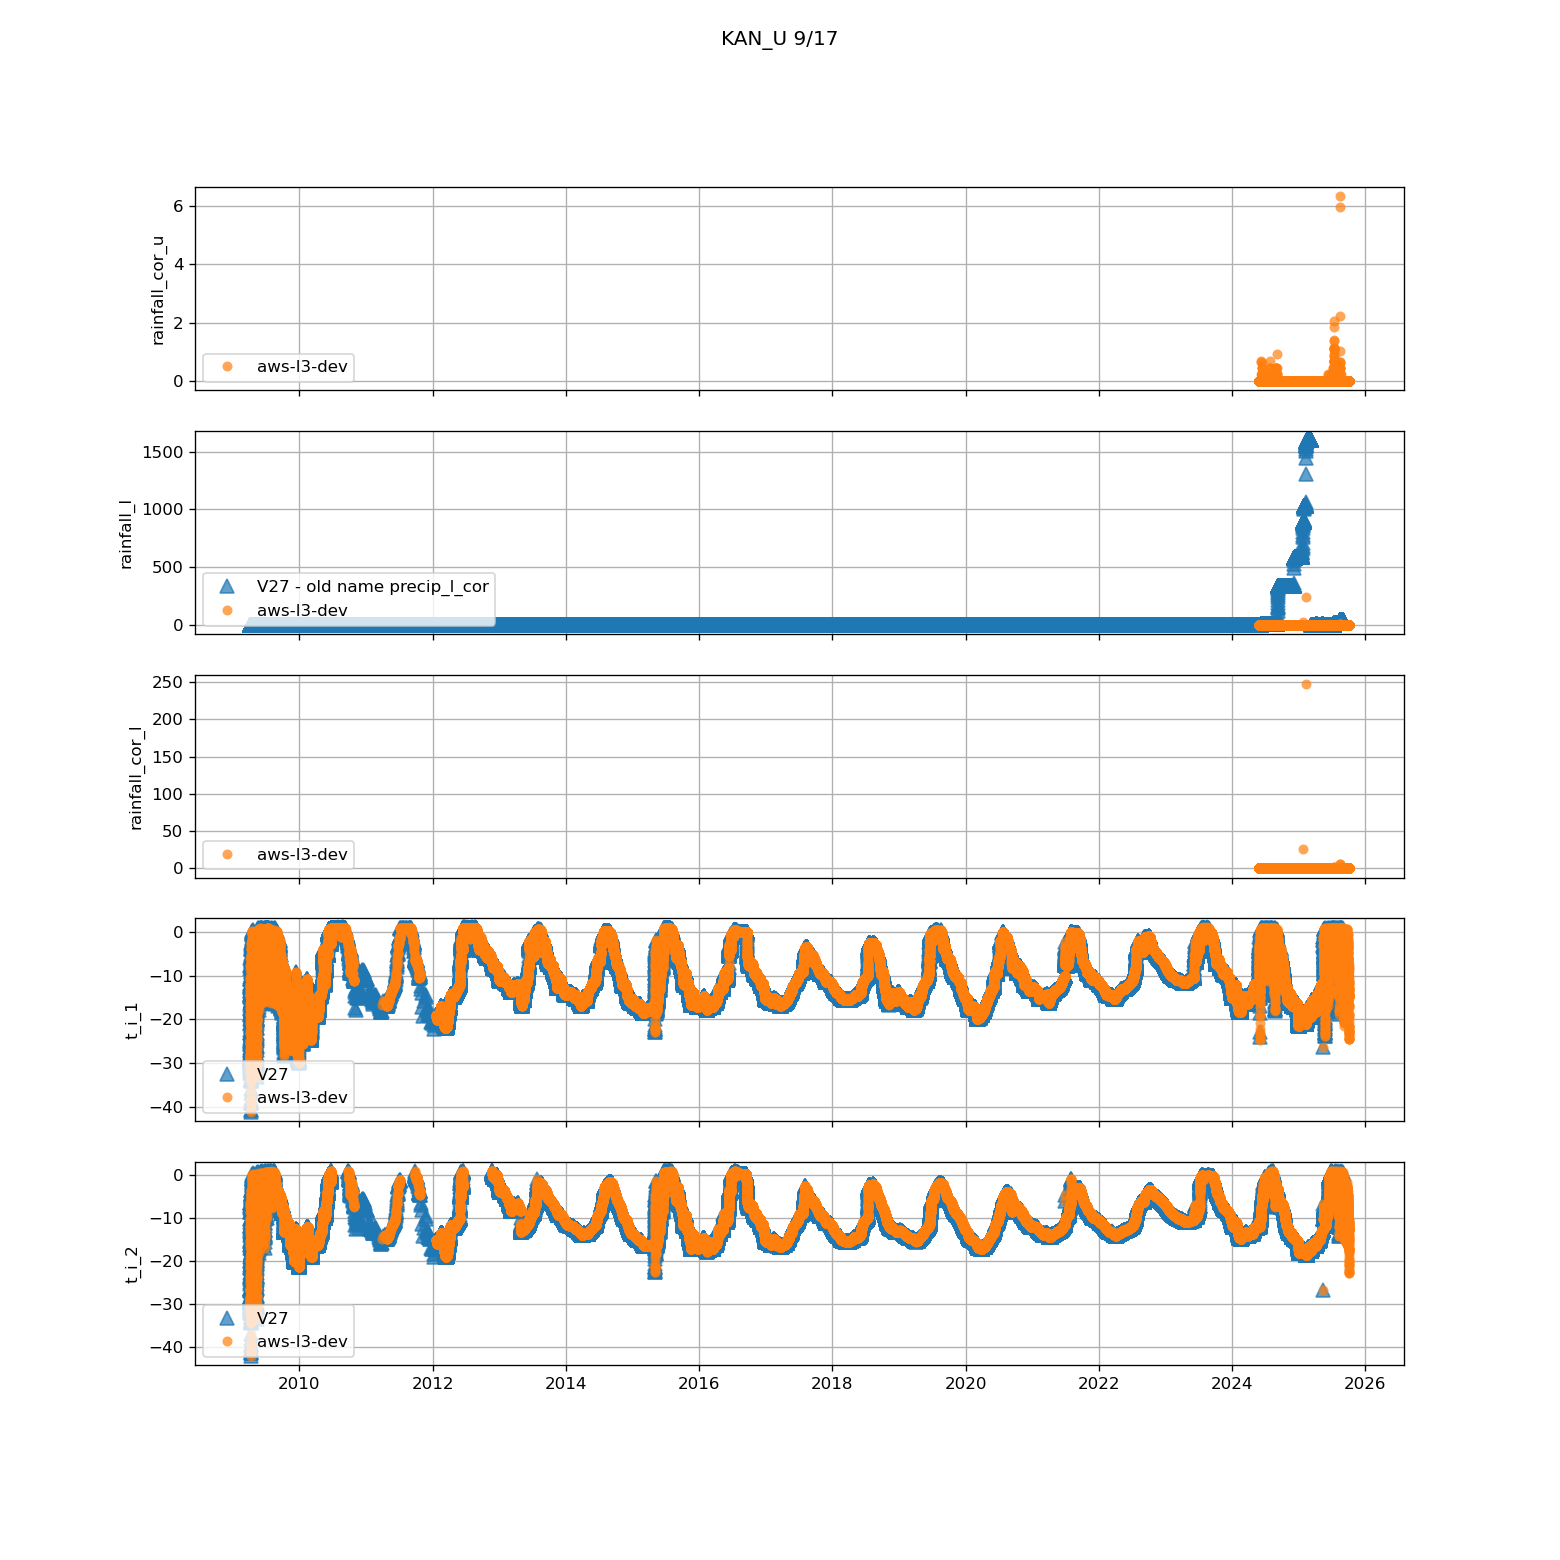 KAN_U 9/17
rainfall_cor_u
6
4
2
0
aws-l3-dev
rainfall_l
1500
1000
500
0
V27 - old name precip_l_cor
aws-l3-dev
rainfall_cor_l
250
200
150
100
50
0
aws-l3-dev
t_i_1
0
−10
−20
−30
−40
V27
aws-l3-dev
t_i_2
0
−10
−20
−30
−40
V27
aws-l3-dev
2010 2012 2014 2016 2018 2020 2022 2024 2026